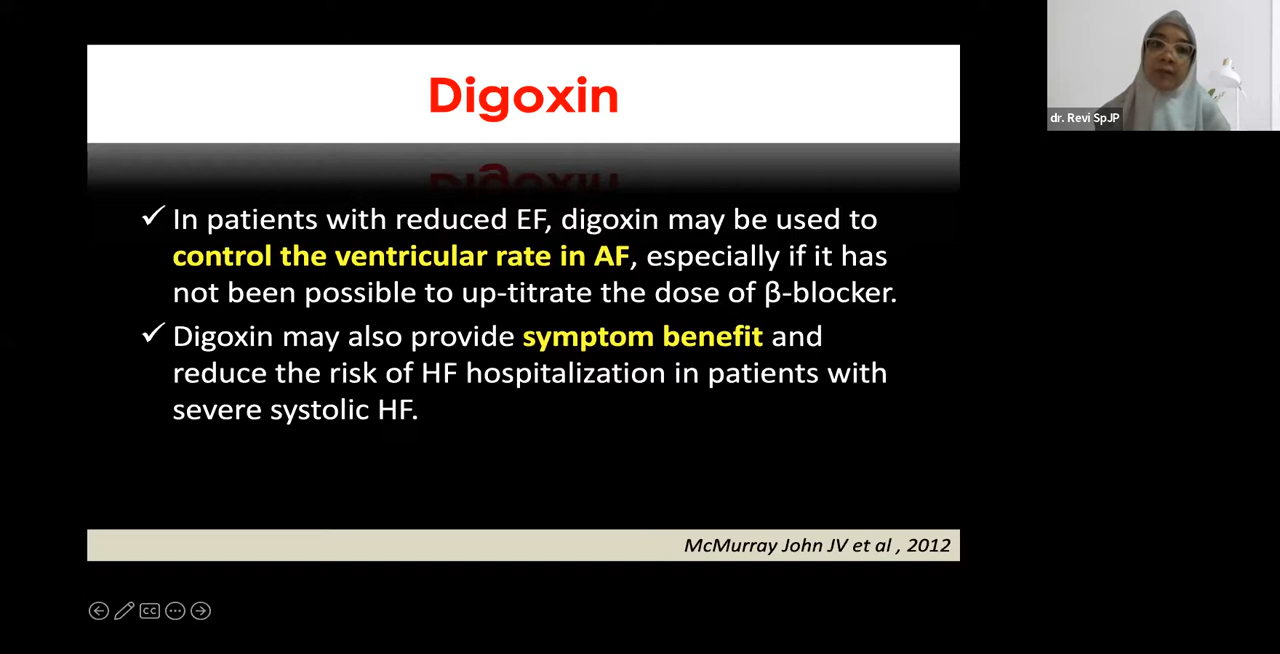 Digoxin
dr. Revi SpJP
✓ In patients with reduced EF, digoxin may be used to
control the ventricular rate in AF, especially if it has
not been possible to up-titrate the dose of β-blocker.
✓ Digoxin may also provide symptom benefit and
reduce the risk of HF hospitalization in patients with
severe systolic HF.
McMurray John JV et al , 2012
CC